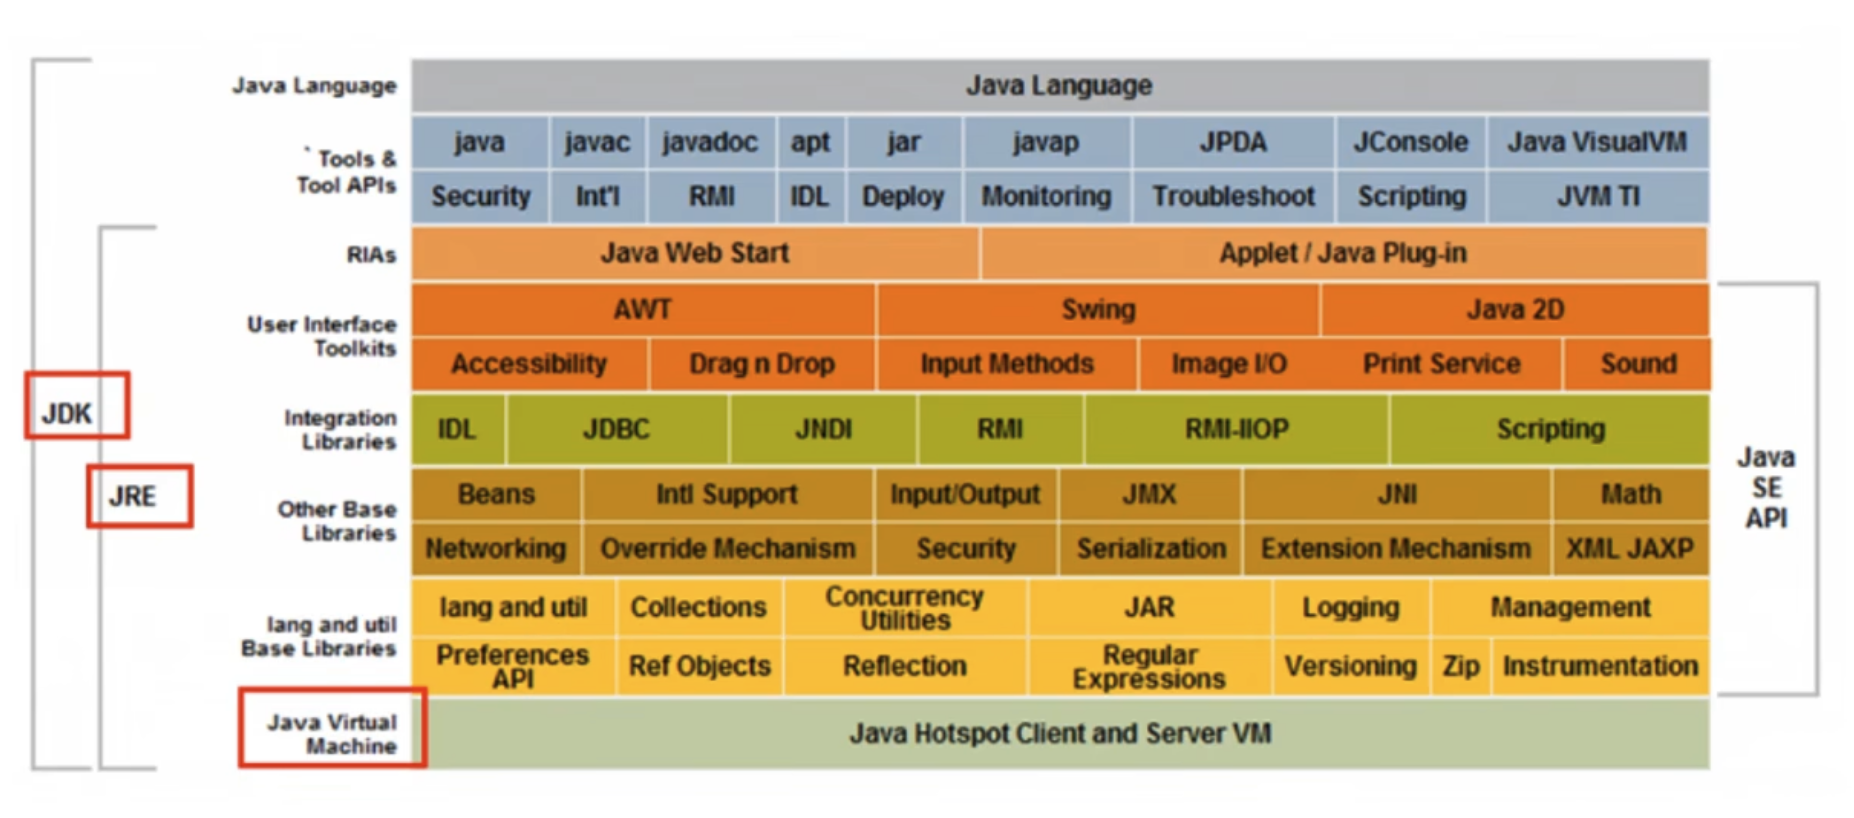 Java Language
Java Language
` Tools &
Tool APIs
java javac javadoc apt jar javap JPDA JConsole Java VisualVM
Security Int'l RMI IDL Deploy Monitoring Troubleshoot Scripting JVM TI
RIAs
Java Web Start Applet / Java Plug-in
User Interface
Toolkits
AWT Swing Java 2D
Accessibility Drag n Drop Input Methods Image I/O Print Service Sound
JDK
Integration
Libraries
IDL JDBC JNDI RMI RMI-IIOP Scripting
JRE
Other Base
Libraries
Beans Intl Support Input/Output JMX JNI Math
Networking Override Mechanism Security Serialization Extension Mechanism XML JAXP
Java
SE
API
lang and util
Base Libraries
lang and util Collections Concurrency
Utilities JAR Logging Management
Preferences
API Ref Objects Reflection Regular
Expressions Versioning Zip Instrumentation
Java Virtual
Machine
Java Hotspot Client and Server VM